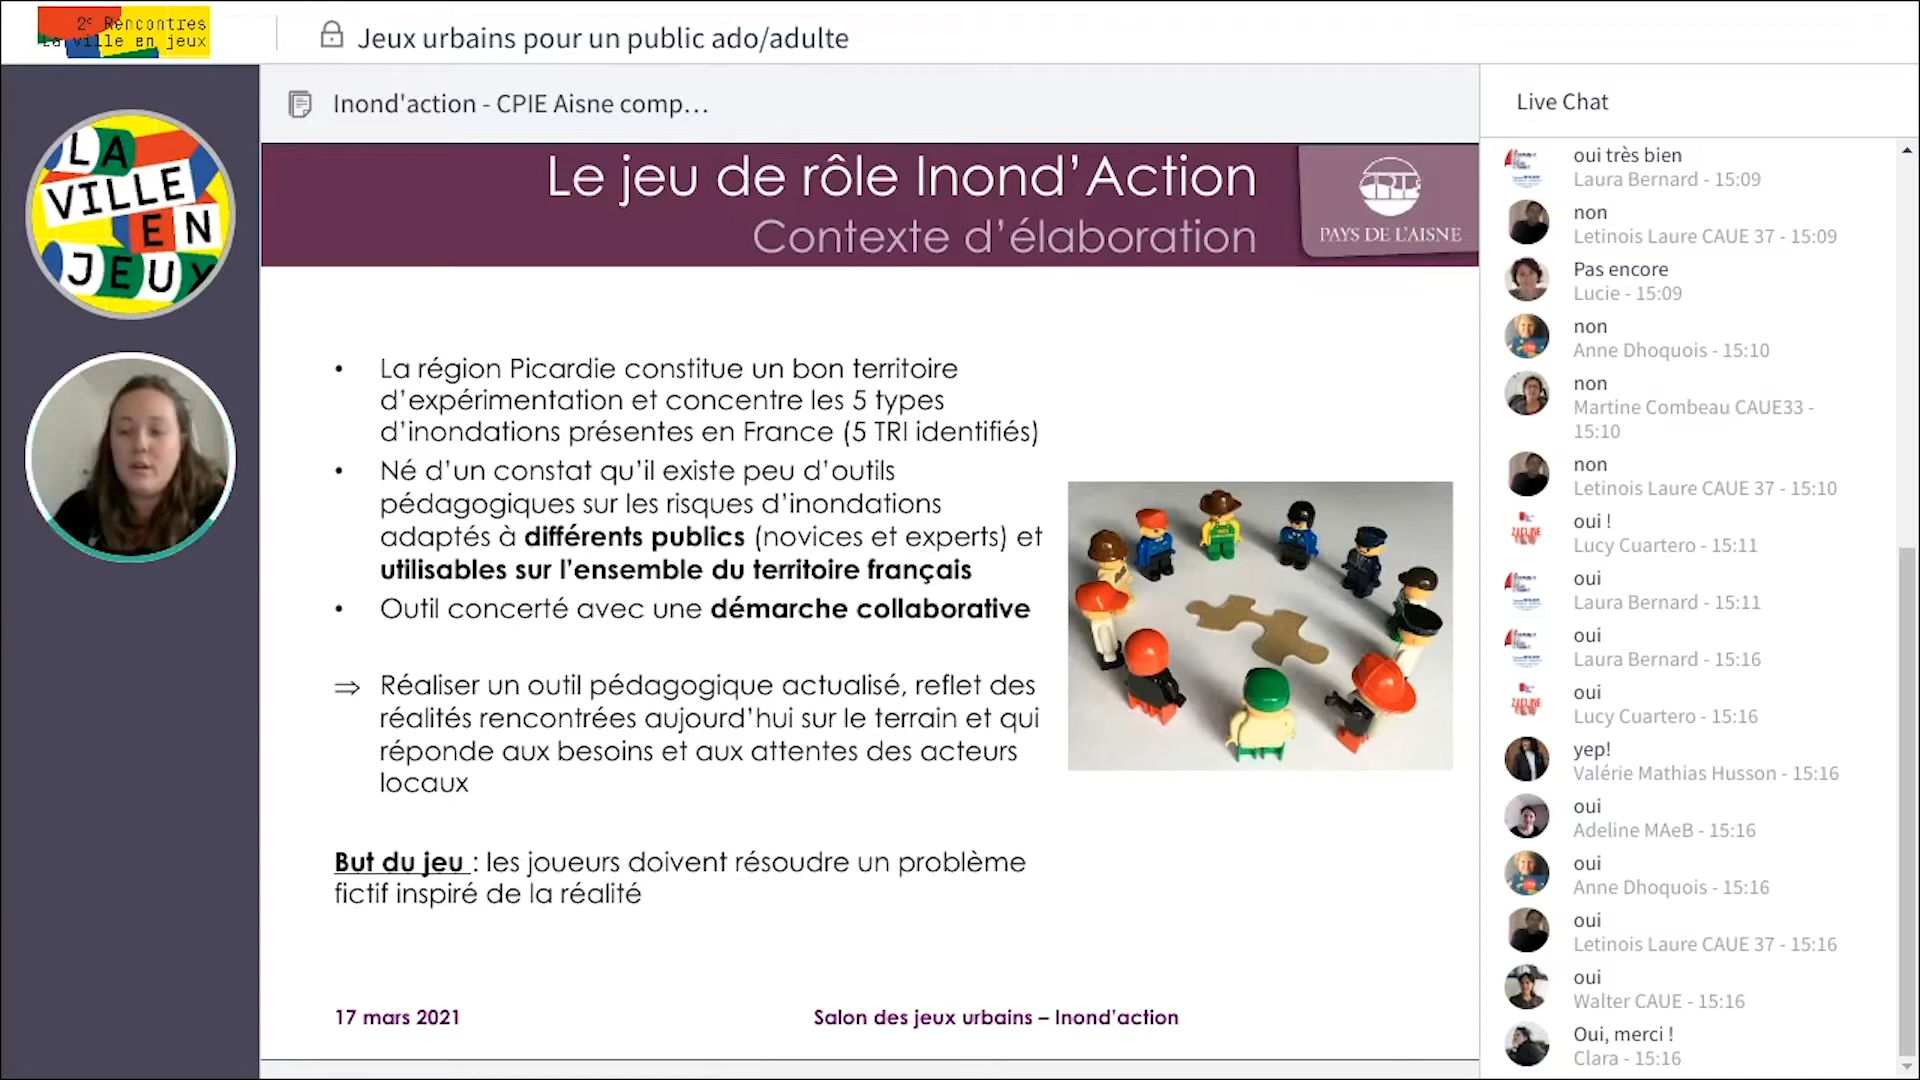 2e Rencontres
La ville en jeux
Jeux urbains pour un public ado/adulte
LA
VILLE
EN
JEUX
Inond'action - CPIE Aisne comp…
Le jeu de rôle Inond'Action
Contexte d'élaboration
PAYS DE L'AISNE
• La région Picardie constitue un bon territoire
d'expérimentation et concentre les 5 types
d'inondations présentes en France (5 TRI identifiés)
• Né d'un constat qu'il existe peu d'outils
pédagogiques sur les risques d'inondations
adaptés à différents publics (novices et experts) et
utilisables sur l'ensemble du territoire français
• Outil concerté avec une démarche collaborative
⇒ Réaliser un outil pédagogique actualisé, reflet des
réalités rencontrées aujourd'hui sur le terrain et qui
réponde aux besoins et aux attentes des acteurs
locaux
But du jeu : les joueurs doivent résoudre un problème
fictif inspiré de la réalité
17 mars 2021
Salon des jeux urbains – Inond'action
Live Chat
oui très bien
Laura Bernard - 15:09
non
Letinois Laure CAUE 37 - 15:09
Pas encore
Lucie - 15:09
non
Anne Dhoquois - 15:10
non
Martine Combeau CAUE33 -
15:10
non
Letinois Laure CAUE 37 - 15:10
oui !
Lucy Cuartero - 15:11
oui
Laura Bernard - 15:11
oui
Laura Bernard - 15:16
oui
Lucy Cuartero - 15:16
yep!
Valérie Mathias Husson - 15:16
oui
Adeline MAeB - 15:16
oui
Anne Dhoquois - 15:16
oui
Letinois Laure CAUE 37 - 15:16
oui
Walter CAUE - 15:16
Oui, merci !
Clara - 15:16